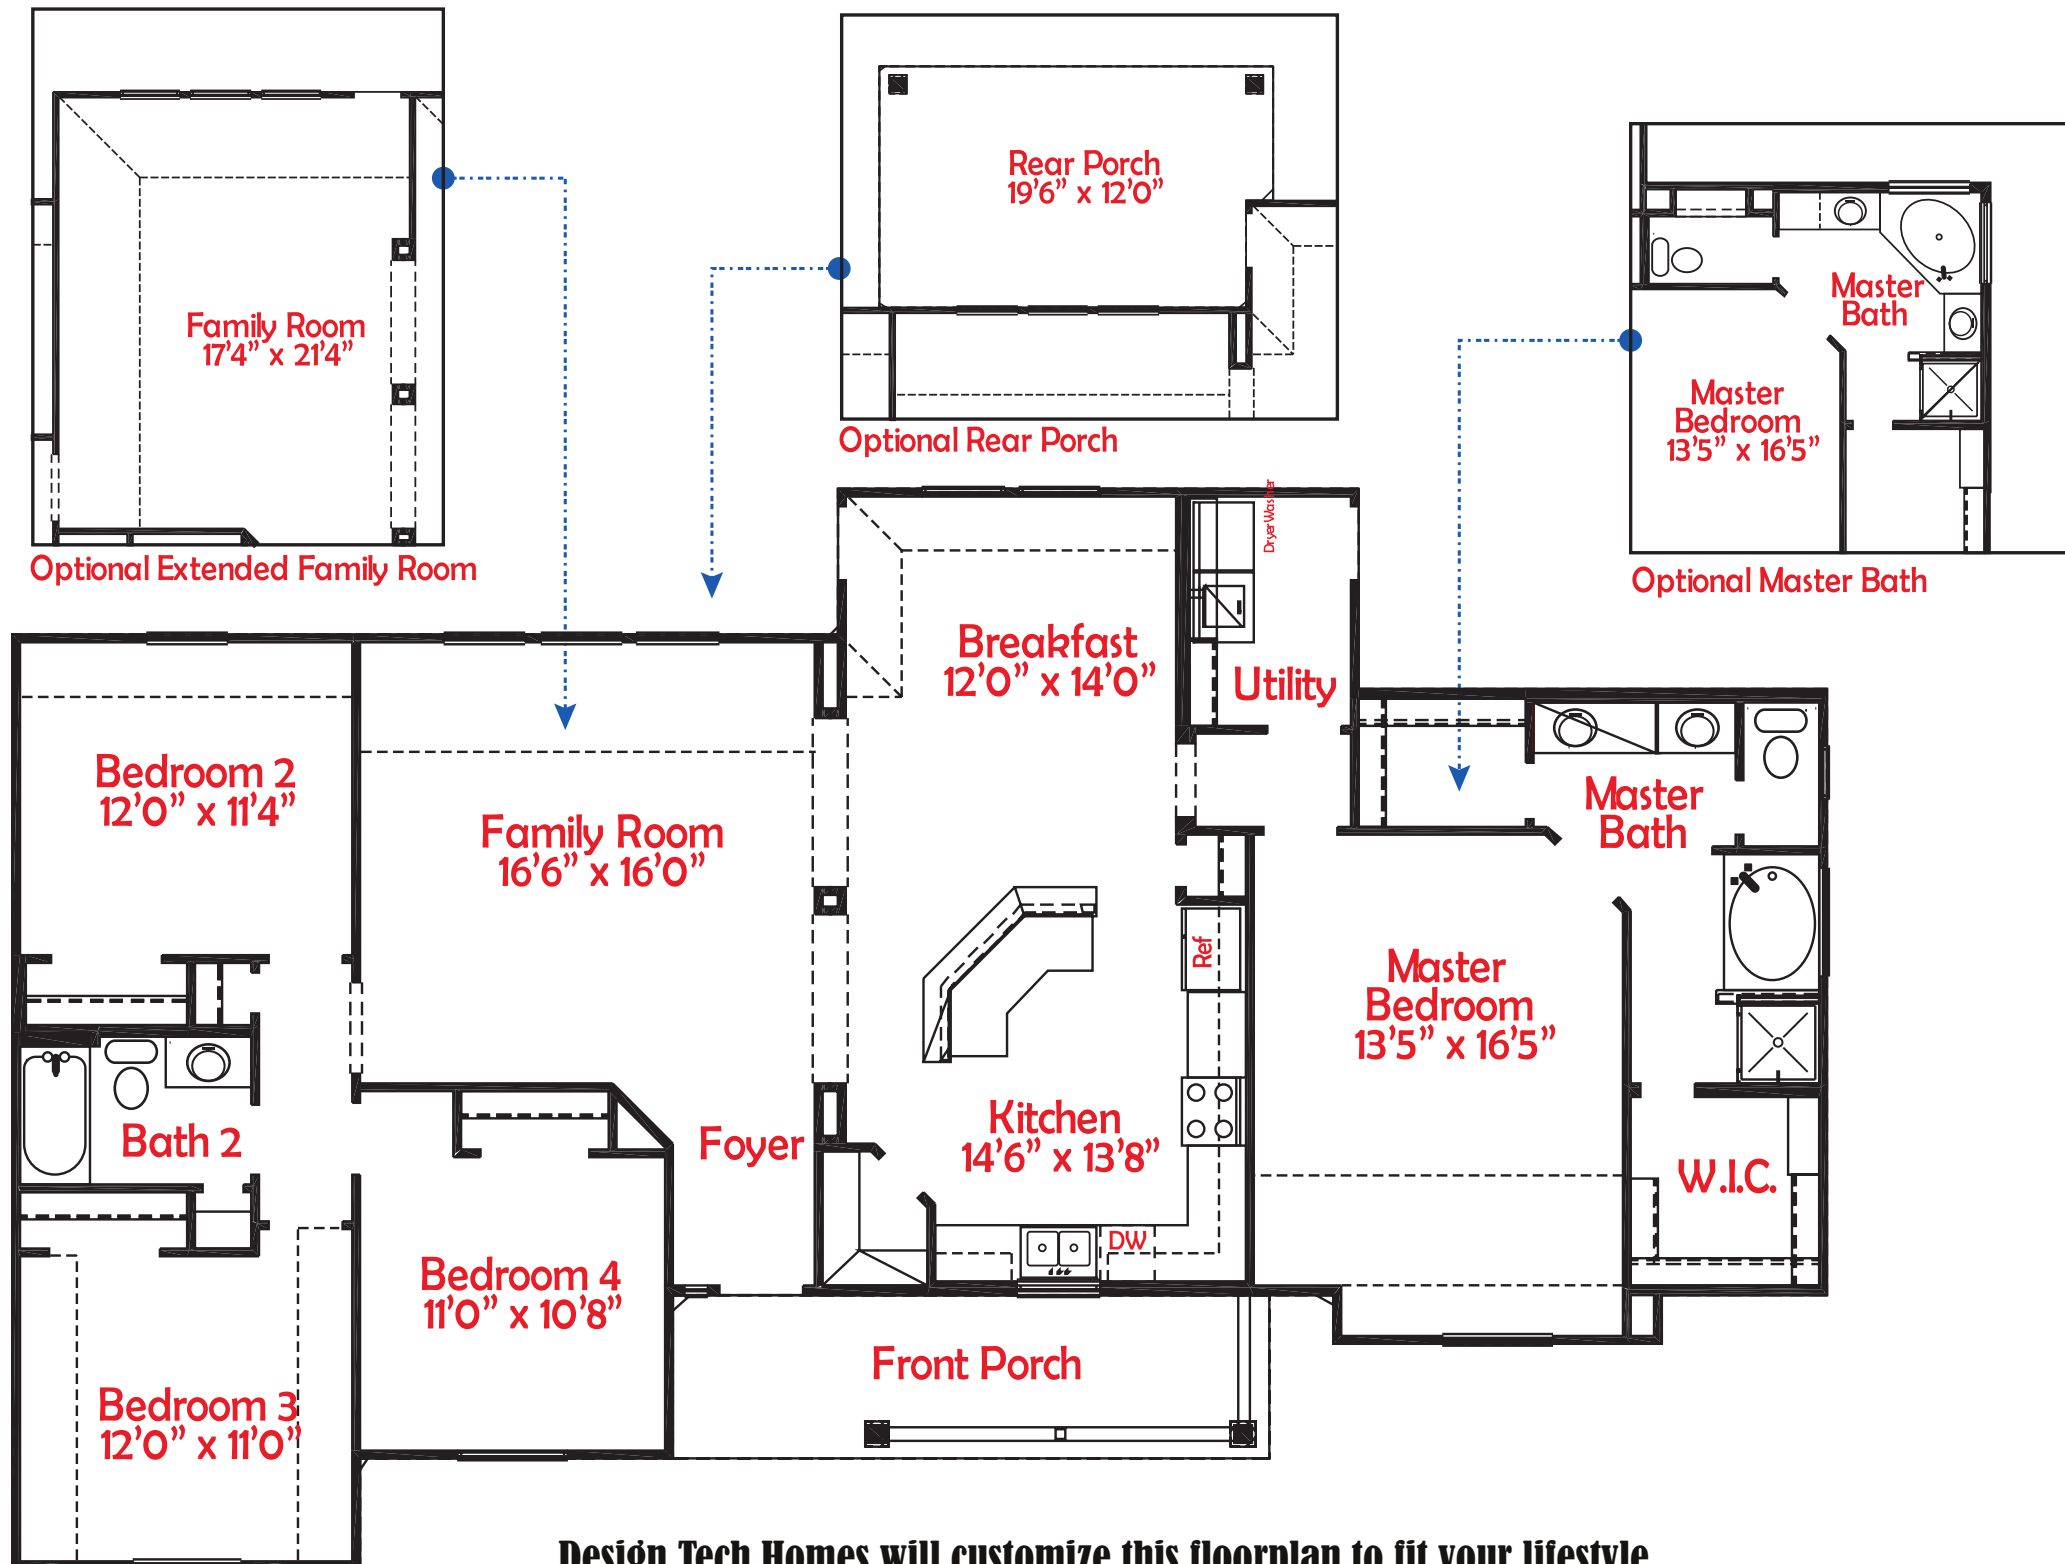 Family Room
17'4" x 21'4"
Optional Extended Family Room
Rear Porch
19'6" x 12'0"
Optional Rear Porch
Master
Bath
Master
Bedroom
13'5" x 16'5"
Optional Master Bath
Breakfast
12'0" x 14'0"
Dryer Washer
Utility
Bedroom 2
12'0" x 11'4"
Family Room
16'6" x 16'0"
Master
Bath
Ref
Master
Bedroom
13'5" x 16'5"
Kitchen
14'6" x 13'8"
Bath 2
Foyer
W.I.C.
DW
Bedroom 4
11'0" x 10'8"
Front Porch
Bedroom 3
12'0" x 11'0"
Design Tech Homes will customize this floorplan to fit your lifestyle